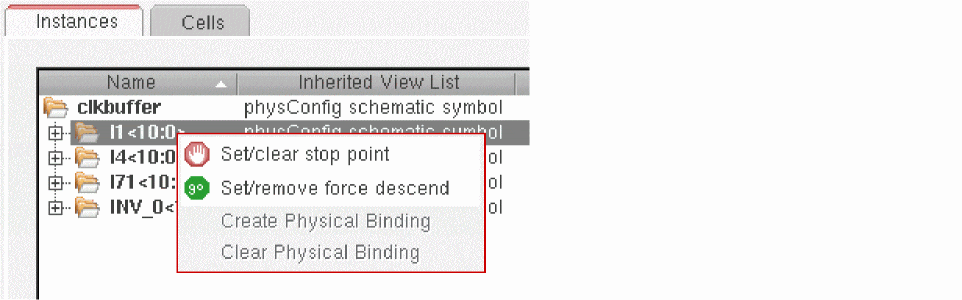 Instances Cells
Name Inherited View List
clkbuffer physConfig schematic symbol
I1<10:0> physConfig schematic symbol
I4<10:0 ol
Set/clear stop point
I71<10: ol
Set/remove force descend
INV_0< ol
Create Physical Binding
Clear Physical Binding